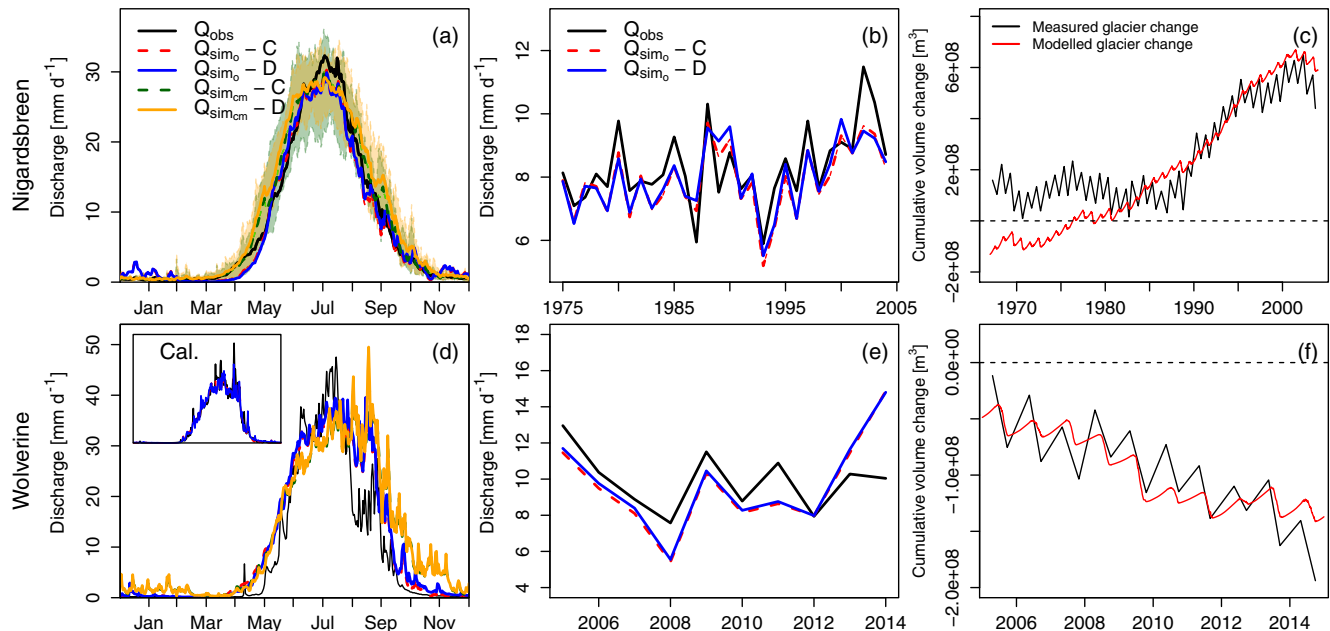 Nigardsbreen
Discharge [mm d⁻¹]
0 10 20 30
(a)
Qobs
Qsimo − C
Qsimo − D
Qsimcm − C
Qsimcm − D
Jan Mar May Jul Sep Nov
Discharge [mm d⁻¹]
6 8 10 12
(b)
Qobs
Qsimo − C
Qsimo − D
1975 1985 1995 2005
Cumulative volume change [m³]
−2e+08 2e+08 6e+08
(c)
Measured glacier change
Modelled glacier change
1970 1980 1990 2000
Wolverine
Discharge [mm d⁻¹]
0 10 20 30 40 50
Cal.
(d)
Jan Mar May Jul Sep Nov
Discharge [mm d⁻¹]
4 6 8 10 12 14
(e)
2006 2008 2010 2012 2014
Cumulative volume change [m³]
−2.0e+08 −1.0e+08 0.0e+00
(f)
2006 2008 2010 2012 2014